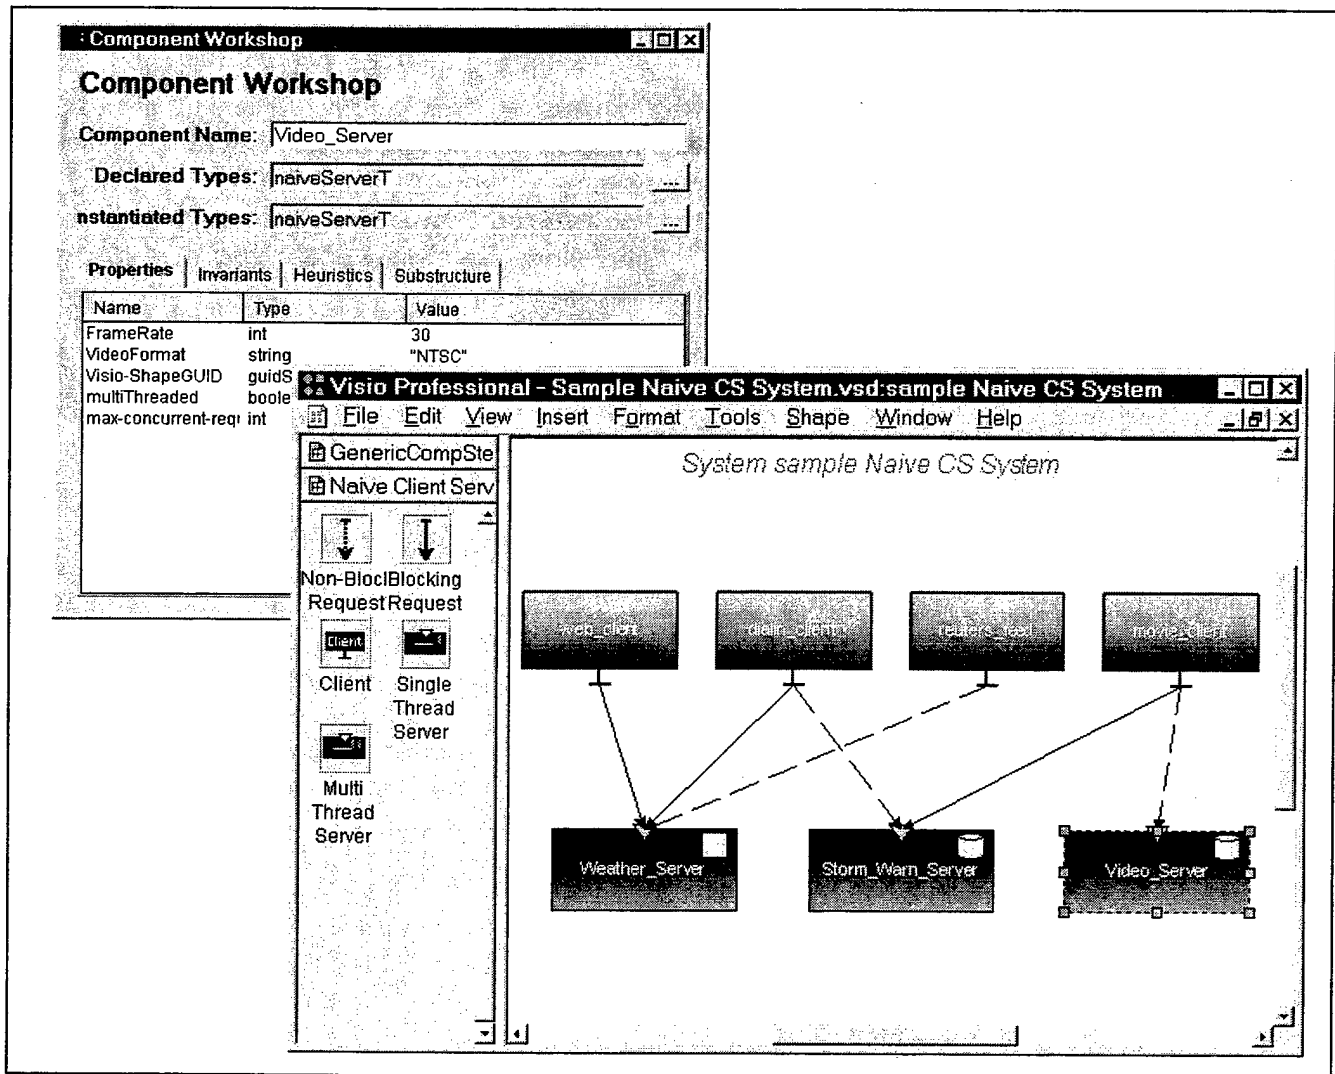 : Component Workshop
Component Workshop
Component Name: Video_Server
Declared Types: naiveServerT ...
nstantiated Types: naiveServerT ...
Properties Invariants Heuristics Substructure
Name Type Value
FrameRate int 30
VideoFormat string "NTSC"
Visio-ShapeGUID guidS
multiThreaded boole
max-concurrent-requ int
Visio Professional - Sample Naive CS System.vsd:sample Naive CS System
File Edit View Insert Format Tools Shape Window Help
GenericCompSte
Naive Client Serv
Non-Blocl Blocking
Request Request
Client
Client Single
Thread
Server
Multi
Thread
Server
System sample Naive CS System
web_client dialin_client reuters_feed movie_client
Weather_Server Storm_Warn_Server Video_Server